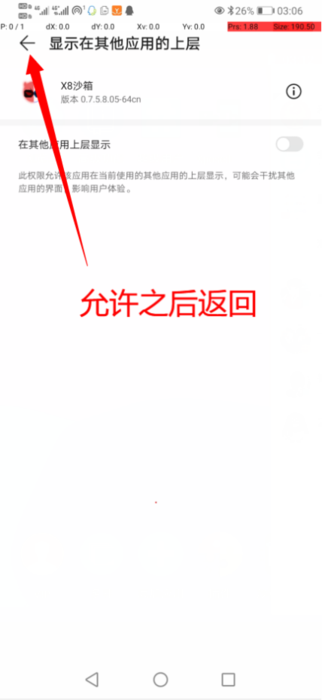 26% 03:06
P: 0 / 1 dX: 0.0 dY: 0.0 Xv: 0.0 Yv: 0.0 Prs: 1.88 Size: 190.50
显示在其他应用的上层
X8沙箱
版本 0.7.5.8.05-64cn
在其他应用上层显示
此权限允许该应用在当前使用的其他应用的上层显示，可能会干扰其他
应用的界面 影响用户体验。
允许之后返回